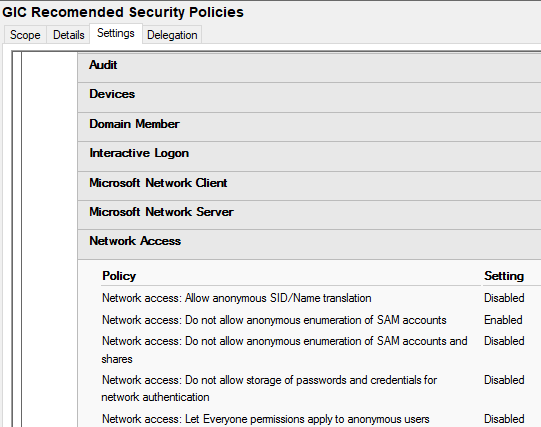 GIC Recomended Security Policies
Scope Details Settings Delegation
Audit
Devices
Domain Member
Interactive Logon
Microsoft Network Client
Microsoft Network Server
Network Access
Policy Setting
Network access: Allow anonymous SID/Name translation Disabled
Network access: Do not allow anonymous enumeration of SAM accounts Enabled
Network access: Do not allow anonymous enumeration of SAM accounts and Disabled
shares
Network access: Do not allow storage of passwords and credentials for Disabled
network authentication
Network access: Let Everyone permissions apply to anonymous users Disabled